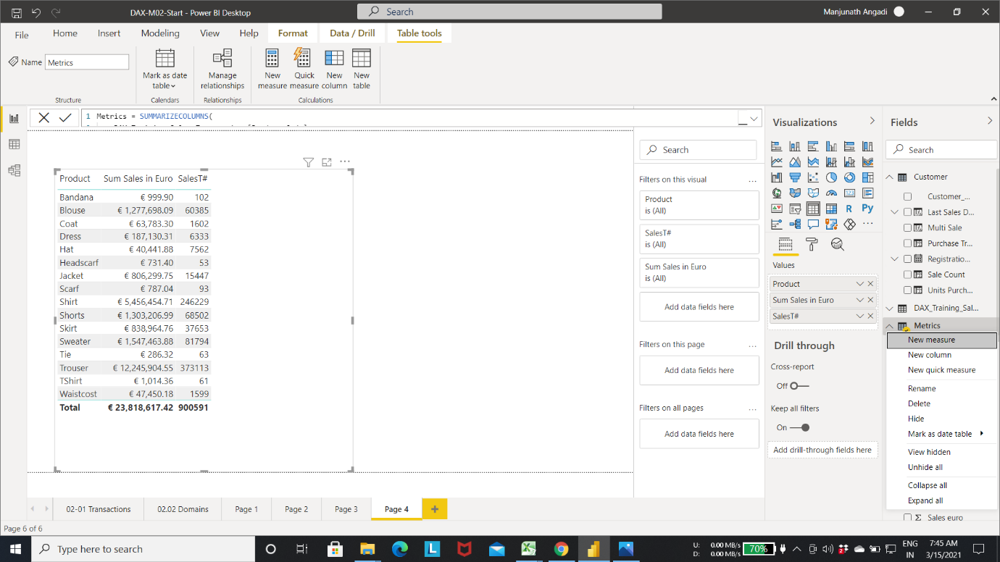 DAX-M02-Start - Power BI Desktop
Search
Manjunath Angadi
File
Home
Insert
Modeling
View
Help
Format
Data / Drill
Table tools
Name
Metrics
Mark as date
table
Manage
relationships
New
measure
Quick
measure
New
column
New
table
Structure
Calendars
Relationships
Calculations
1 Metrics = SUMMARIZECOLUMNS(
Product Sum Sales in Euro SalesT#
Bandana € 999.90 102
Blouse € 1,277,698.09 60385
Coat € 63,783.30 1602
Dress € 187,130.31 6333
Hat € 40,441.88 7562
Headscarf € 731.40 53
Jacket € 806,299.75 15447
Scarf € 787.04 93
Shirt € 5,456,454.71 246229
Shorts € 1,303,206.99 68502
Skirt € 838,964.76 37653
Sweater € 1,547,463.88 81794
Tie € 286.32 63
Trouser € 12,245,904.55 373113
TShirt € 1,014.36 61
Waistcost € 47,450.18 1599
Total € 23,818,617.42 900591
Search
Filters on this visual ...
Product
is (All)
SalesT#
is (All)
Sum Sales in Euro
is (All)
Add data fields here
Filters on this page ...
Add data fields here
Filters on all pages ...
Add data fields here
Visualizations
R Py
...
Values
Product
Sum Sales in Euro
SalesT#
Drill through
Cross-report
Off
Keep all filters
On
Add drill-through fields here
Fields
Search
Customer
Customer_...
Last Sales D...
Multi Sale
Purchase Tr...
Registratio...
Sale Count
Units Purch...
DAX_Training_Sal...
Metrics
New measure
New column
New quick measure
Rename
Delete
Hide
Mark as date table
View hidden
Unhide all
Collapse all
Expand all
Σ Sales euro
02-01 Transactions
02.02 Domains
Page 1
Page 2
Page 3
Page 4
+
Page 6 of 6
Type here to search
U: 0.00 MB/s
D: 0.00 MB/s
70%
ENG
IN
7:45 AM
3/15/2021